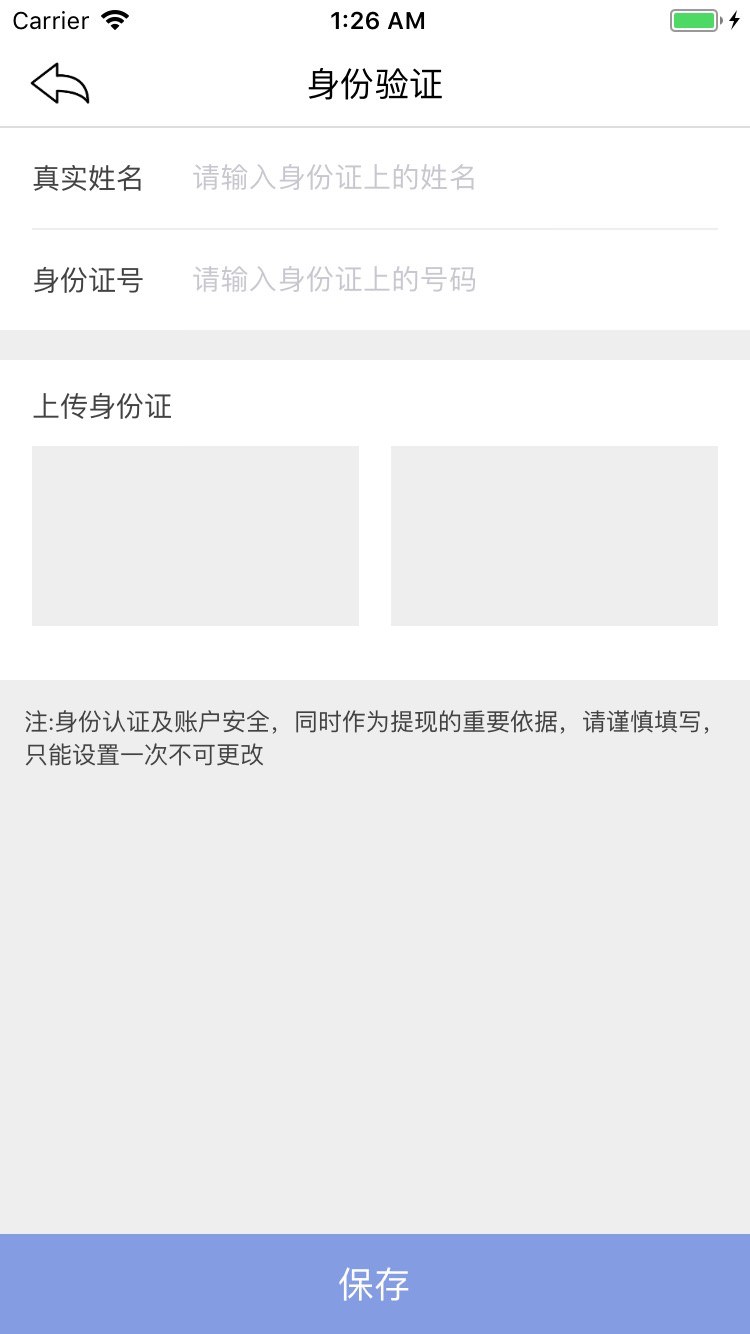 Carrier 1:26 AM
身份验证
真实姓名 请输入身份证上的姓名
身份证号 请输入身份证上的号码
上传身份证
注:身份认证及账户安全，同时作为提现的重要依据，请谨慎填写，
只能设置一次不可更改
保存